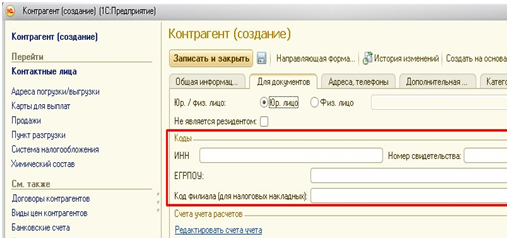 Контрагент (создание) (1С:Предприятие)
Контрагент (создание)
Перейти
Контактные лица
Адреса погрузки/выгрузки
Карты для выплат
Продажи
Пункт разгрузки
Система налогообложения
Химический состав
См. также
Договоры контрагентов
Виды цен контрагентов
Банковские счета
Контрагент (создание)
Записать и закрыть Направляющая форма... История изменений Создать на основа
Общая информац... Для документов Адреса, телефоны Дополнительная ... Катего
Юр. / Физ. лицо: Юр. лицо Физ. лицо
Не является резидентом:
Коды
ИНН Номер свидетельства:
ЕГРПОУ:
Код филиала (для налоговых накладных):
Счета учета расчетов
Редактировать счета учета